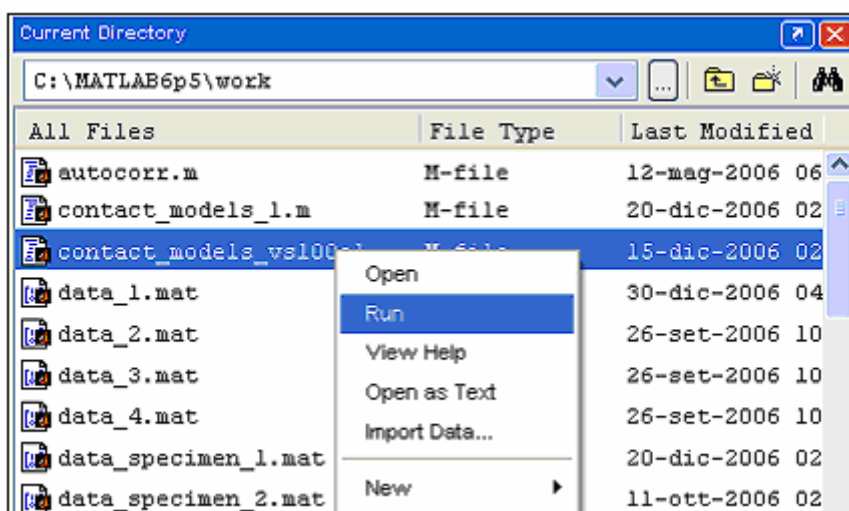 Current Directory
C:\MATLAB6p5\work
...
All Files File Type Last Modified
autocorr.m M-file 12-mag-2006 06
contact_models_1.m M-file 20-dic-2006 02
M-file 15-dic-2006 02
data_1.mat 30-dic-2006 04
data_2.mat 26-set-2006 10
data_3.mat 26-set-2006 10
data_4.mat 26-set-2006 10
data_specimen_1.mat 20-dic-2006 02
data_specimen_2.mat 11-ott-2006 02
Open
Run
View Help
Open as Text
Import Data...
New